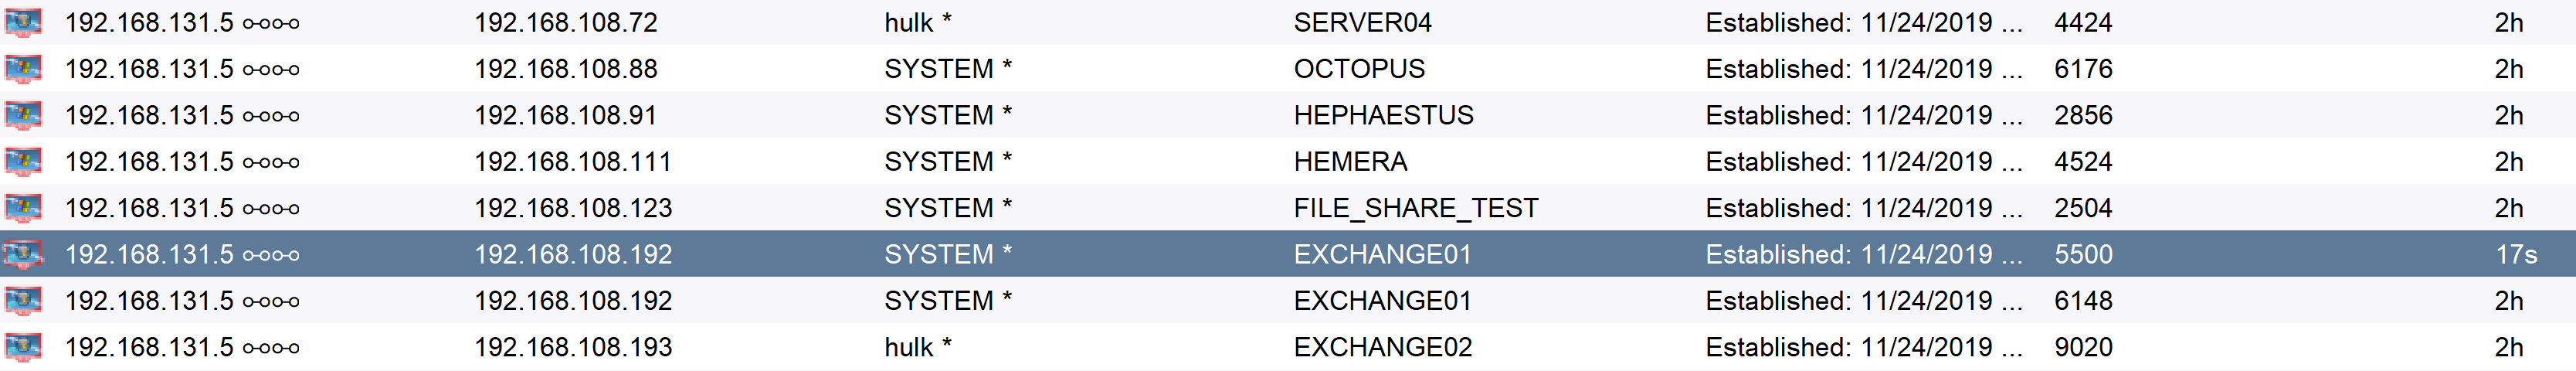 192.168.131.5 192.168.108.72 hulk * SERVER04 Established: 11/24/2019 ... 4424 2h
192.168.131.5 192.168.108.88 SYSTEM * OCTOPUS Established: 11/24/2019 ... 6176 2h
192.168.131.5 192.168.108.91 SYSTEM * HEPHAESTUS Established: 11/24/2019 ... 2856 2h
192.168.131.5 192.168.108.111 SYSTEM * HEMERA Established: 11/24/2019 ... 4524 2h
192.168.131.5 192.168.108.123 SYSTEM * FILE_SHARE_TEST Established: 11/24/2019 ... 2504 2h
192.168.131.5 192.168.108.192 SYSTEM * EXCHANGE01 Established: 11/24/2019 ... 5500 17s
192.168.131.5 192.168.108.192 SYSTEM * EXCHANGE01 Established: 11/24/2019 ... 6148 2h
192.168.131.5 192.168.108.193 hulk * EXCHANGE02 Established: 11/24/2019 ... 9020 2h